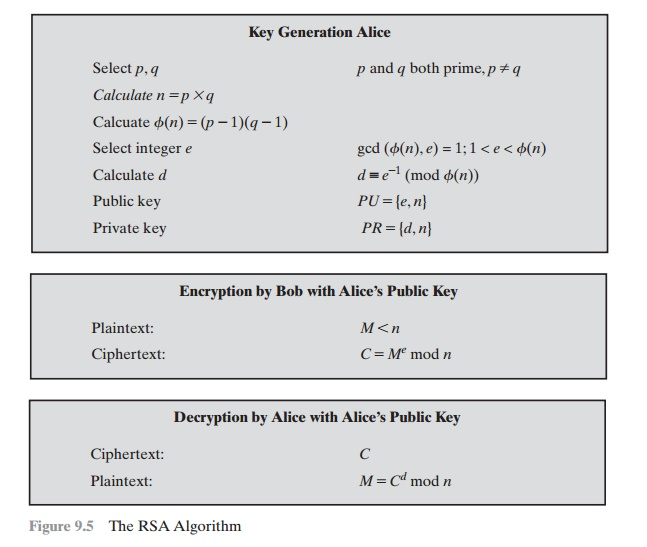 Key Generation Alice
Select p, q p and q both prime, p ≠ q
Calculate n = p × q
Calcuate ϕ(n) = (p − 1)(q − 1)
Select integer e gcd (ϕ(n), e) = 1; 1 < e < ϕ(n)
Calculate d d ≡ e⁻¹ (mod ϕ(n))
Public key PU = {e, n}
Private key PR = {d, n}
Encryption by Bob with Alice’s Public Key
Plaintext: M < n
Ciphertext: C = Mᵉ mod n
Decryption by Alice with Alice’s Public Key
Ciphertext: C
Plaintext: M = Cᵈ mod n
Figure 9.5 The RSA Algorithm